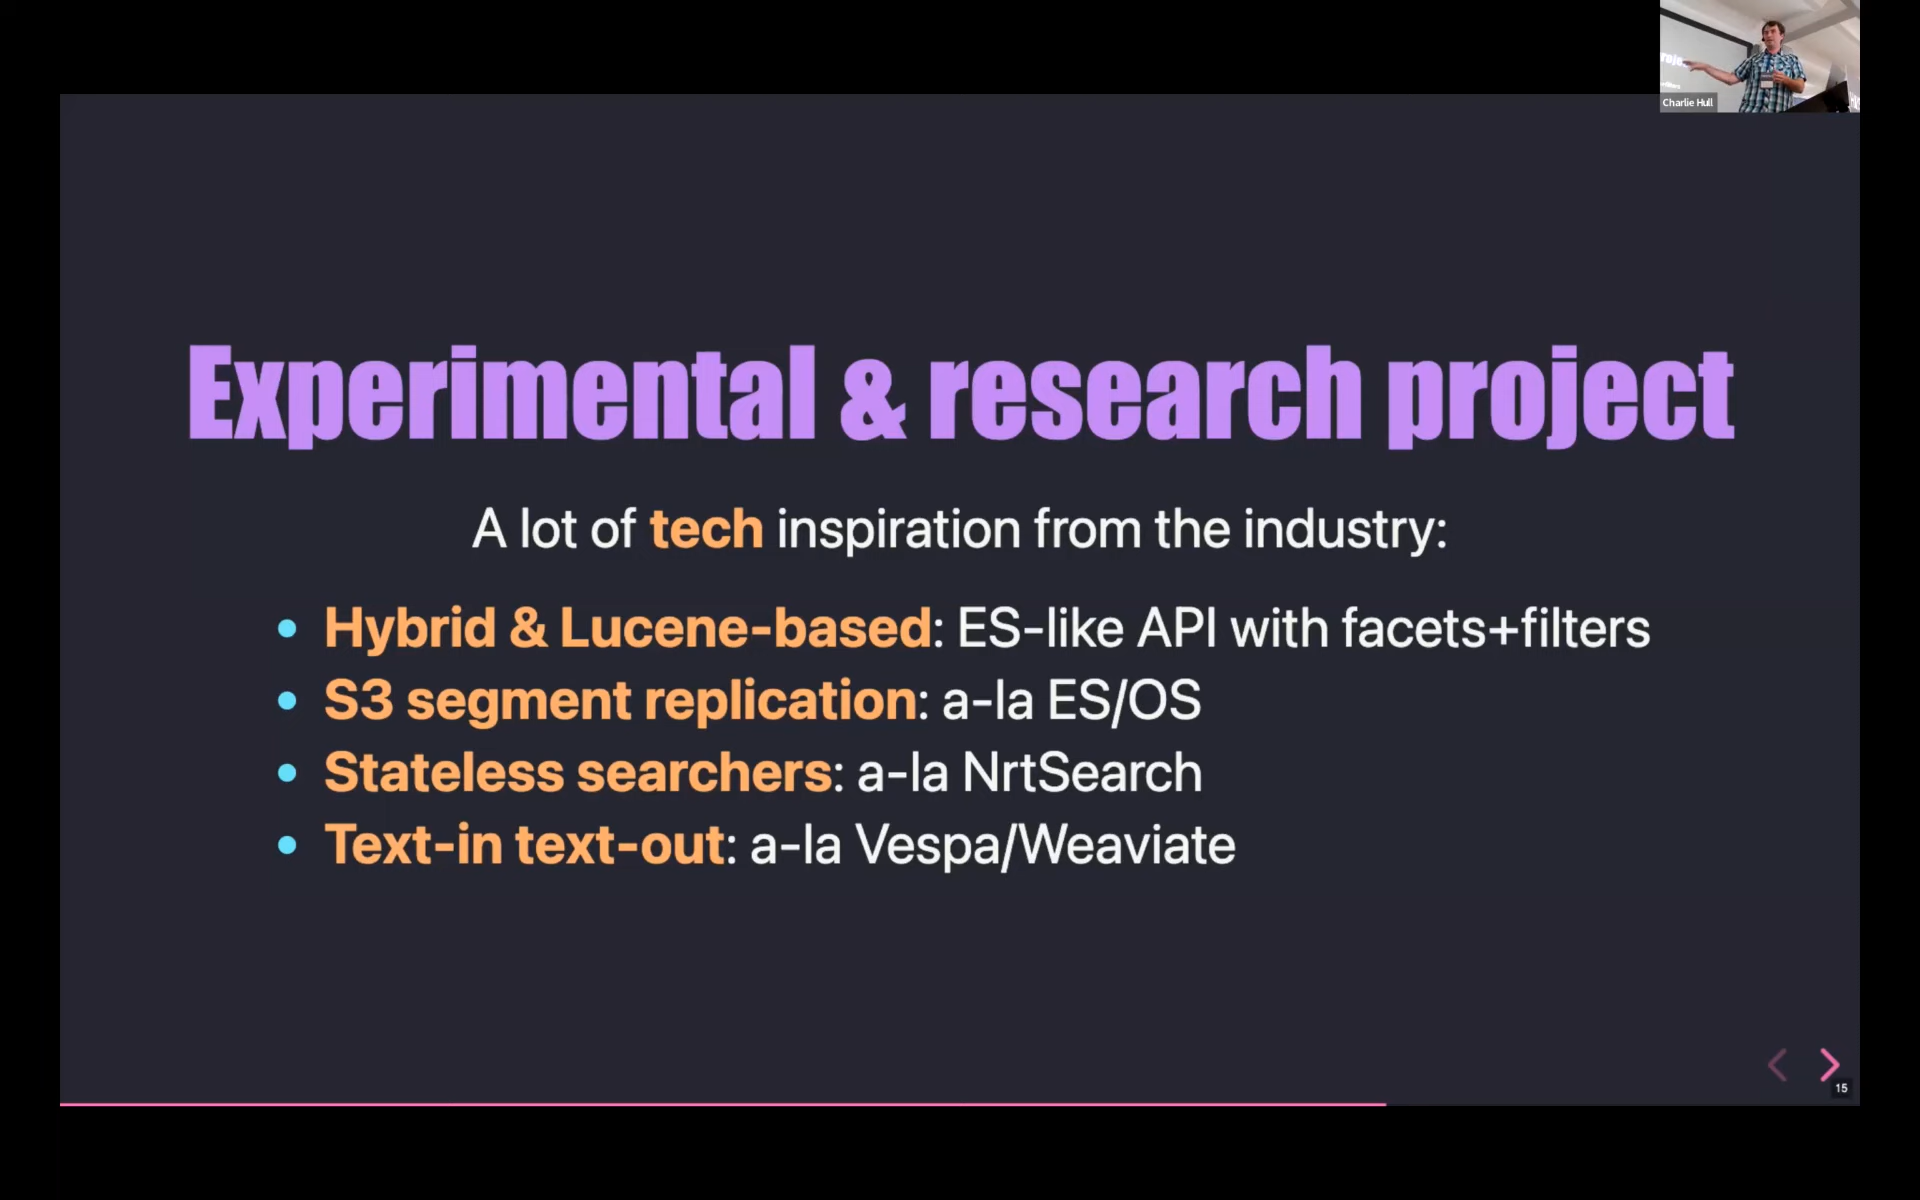 Charlie Hull
Experimental & research project
A lot of tech inspiration from the industry:
Hybrid & Lucene-based: ES-like API with facets+filters
S3 segment replication: a-la ES/OS
Stateless searchers: a-la NrtSearch
Text-in text-out: a-la Vespa/Weaviate
15